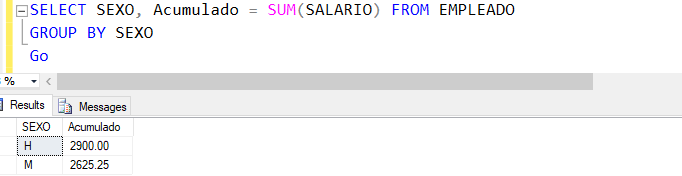 SELECT SEXO, Acumulado = SUM(SALARIO) FROM EMPLEADO
GROUP BY SEXO
Go
%
Results Messages
SEXO Acumulado
H 2900.00
M 2625.25